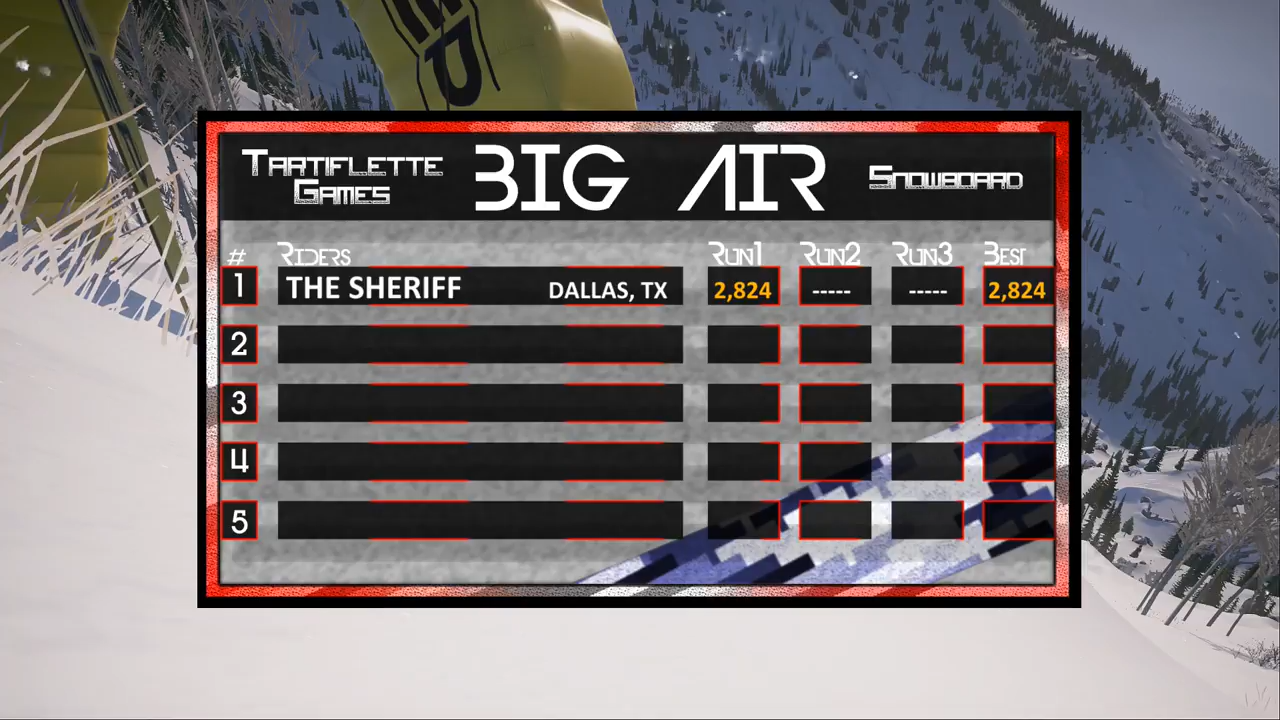 TARTIFLETTE
GAMES
BIG AIR
SNOWBOARD
# RIDERS RUN1 RUN2 RUN3 BEST
1 THE SHERIFF DALLAS, TX 2,824 ----- ----- 2,824
2
3
4
5